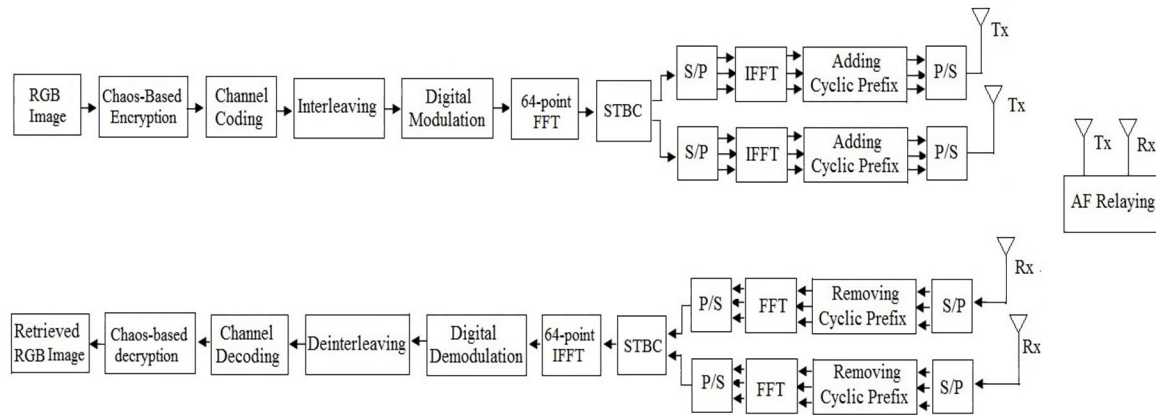 RGB
Image
Chaos-Based
Encryption
Channel
Coding
Interleaving
Digital
Modulation
64-point
FFT
STBC
S/P
IFFT
Adding
Cyclic Prefix
P/S
Tx
S/P
IFFT
Adding
Cyclic Prefix
P/S
Tx
Tx
Rx
AF Relaying
Retrieved
RGB Image
Chaos-based
decryption
Channel
Decoding
Deinterleaving
Digital
Demodulation
64-point
IFFT
STBC
P/S
FFT
Removing
Cyclic Prefix
S/P
Rx
P/S
FFT
Removing
Cyclic Prefix
S/P
Rx